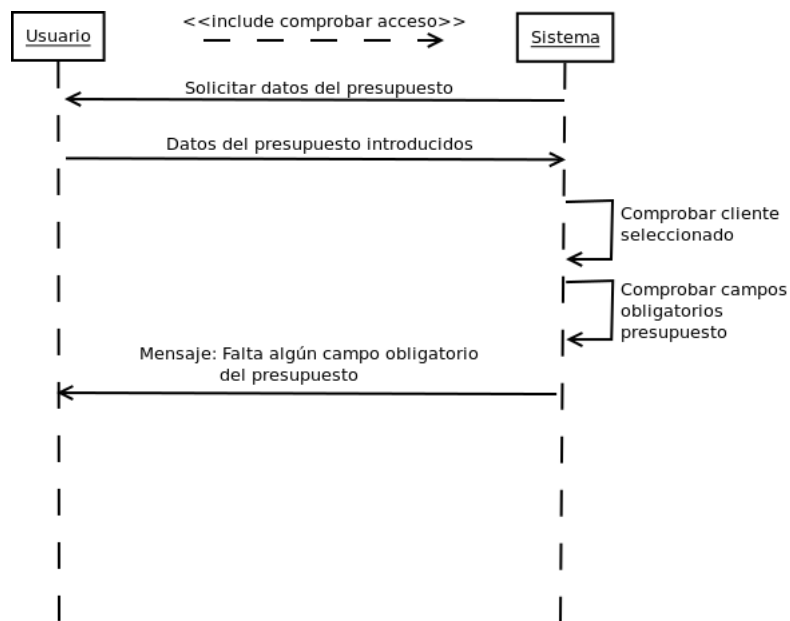 <<include comprobar acceso>>
Usuario
Sistema
Solicitar datos del presupuesto
Datos del presupuesto introducidos
Comprobar cliente
seleccionado
Comprobar campos
obligatorios
presupuesto
Mensaje: Falta algún campo obligatorio
del presupuesto